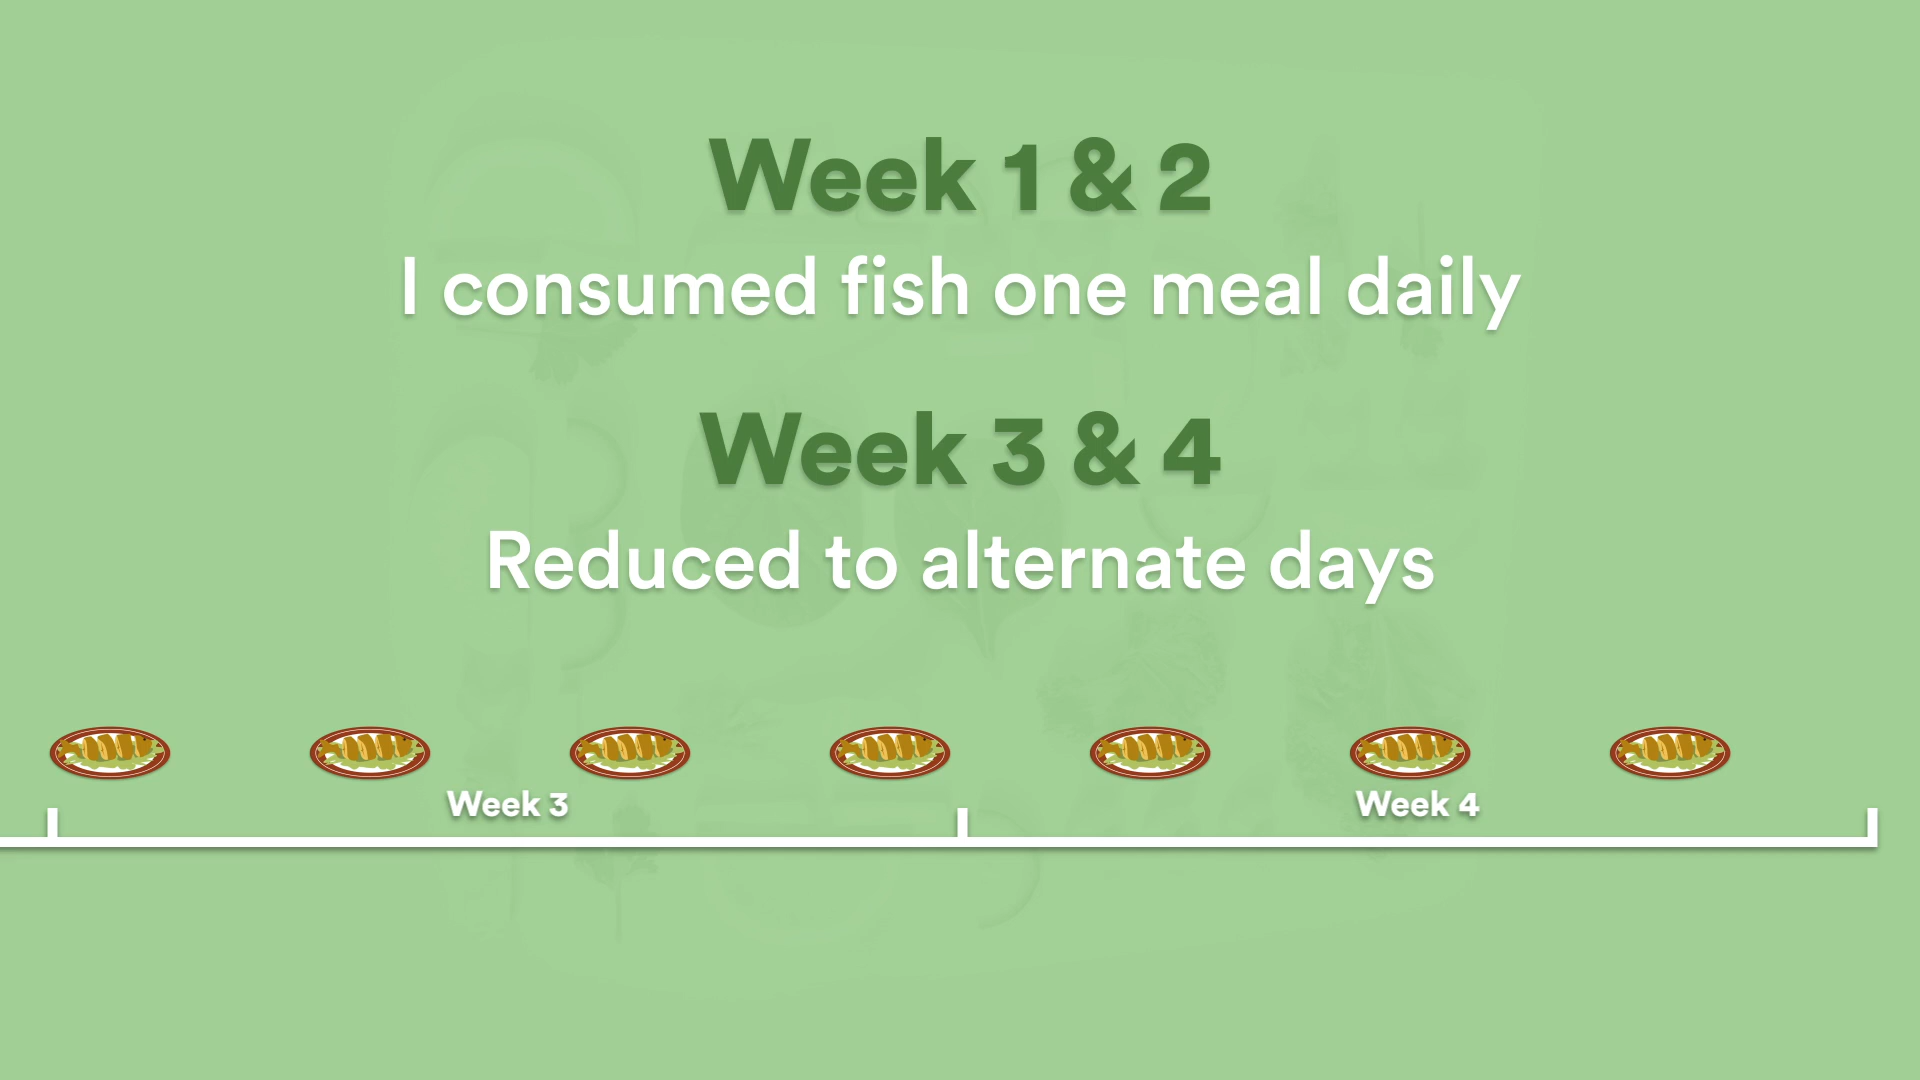 Week 1 & 2
I consumed fish one meal daily
Week 3 & 4
Reduced to alternate days
Week 3
Week 4